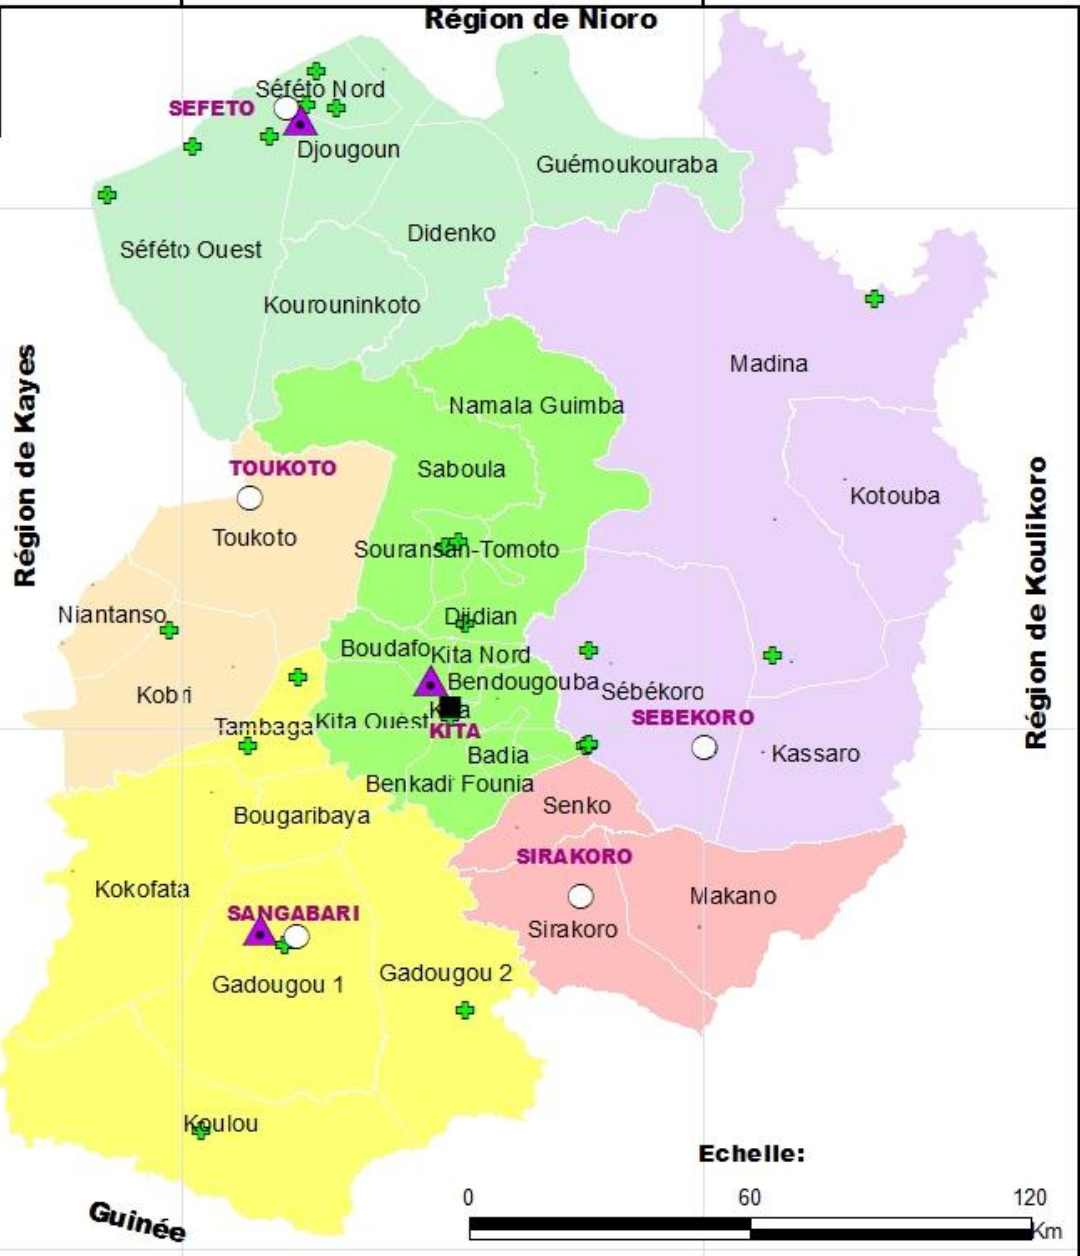 Région de Nioro
Séféto Nord
SEFETO
Djougoun
Guémoukouraba
Didenko
Séféto Ouest
Kourouninkoto
Région de Kayes
Madina
Namala Guimba
TOUKOTO
Saboula
Kotouba
Région de Koulikoro
Toukoto
Souransan-Tomoto
Niantanso
Djidian
Boudafo
Kita Nord
Bendougouba
Sébékoro
Kobri
Kita
SEBEKORO
Tambaga
Kita Ouest
KITA
Badia
Kassaro
Benkadi Founia
Senko
Bougaribaya
SIRAKORO
Kokofata
Makano
SANGABARI
Sirakoro
Gadougou 2
Gadougou 1
Koulou
Echelle:
0 60 120
Km
Guinée